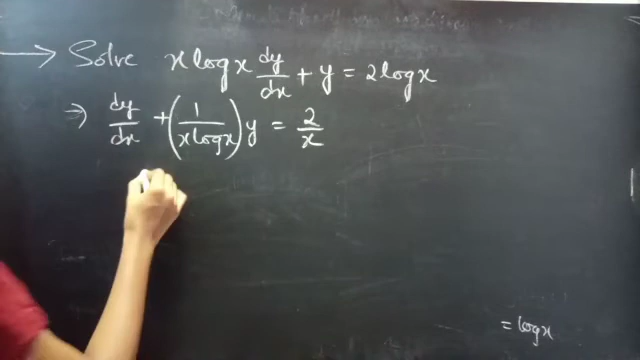 → Solve x log x dy/dx + y = 2 log x
⇒ dy/dx + (1/(x log x)) y = 2/x
= log x